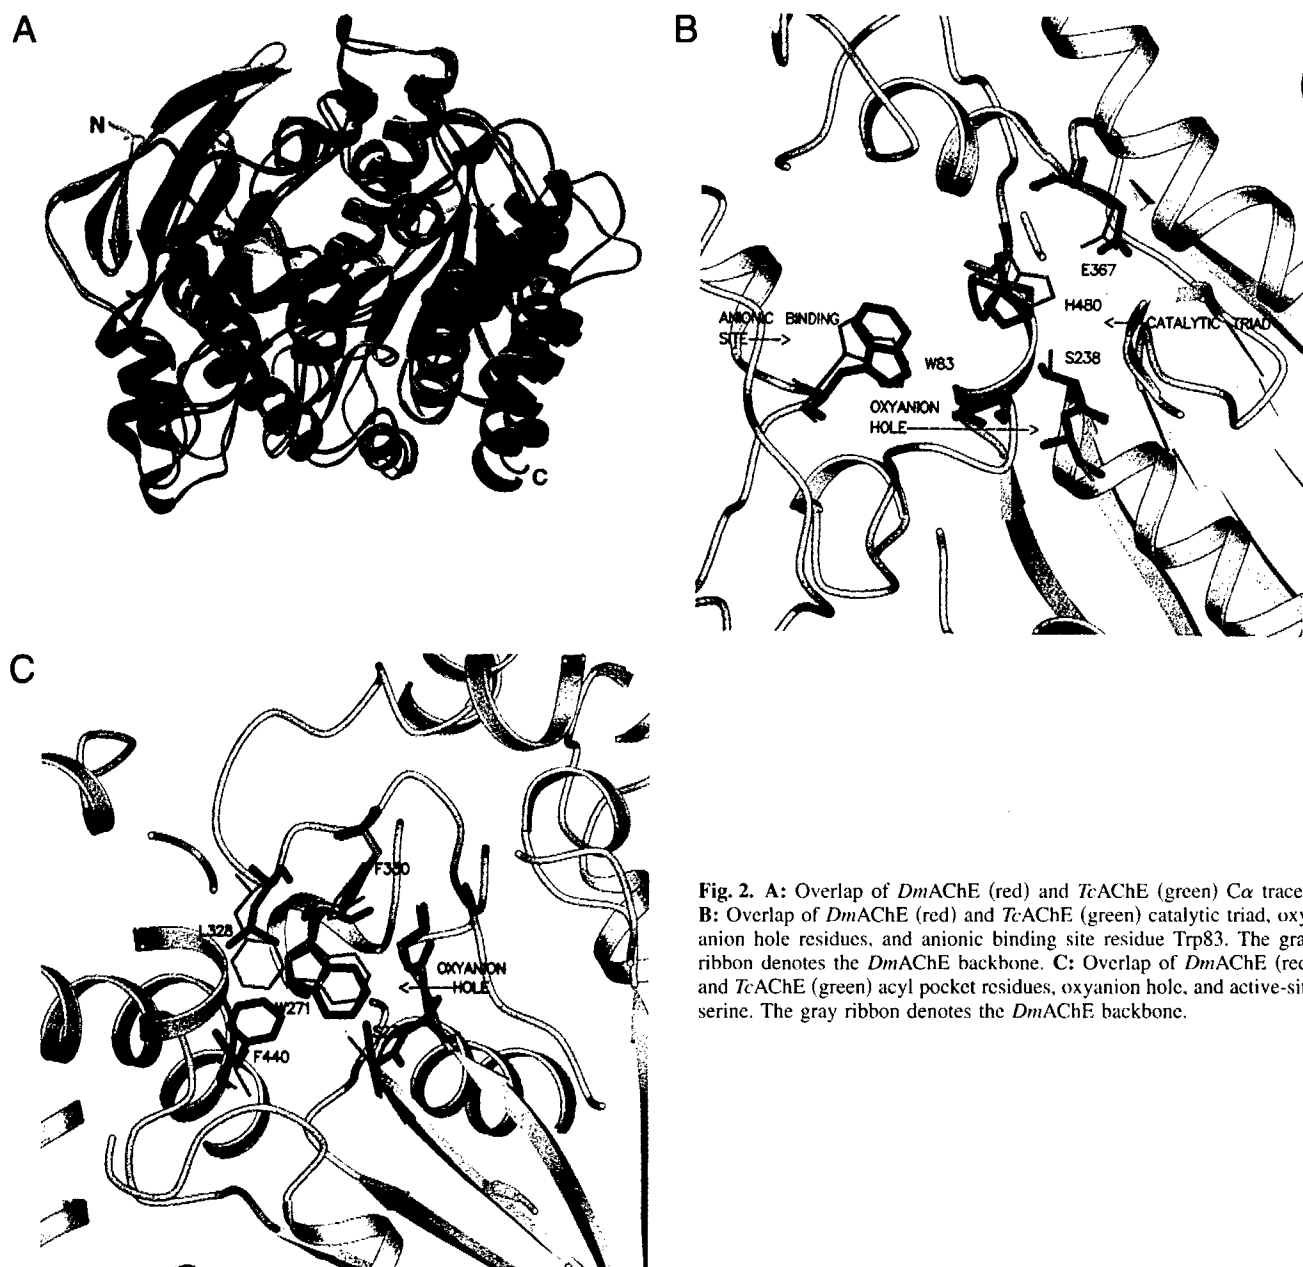 A
N
C
B
E367
H480
ANIONIC BINDING
SITE
CATALYTIC TRIAD
W83
S238
OXYANION
HOLE
C
F330
L328
OXYANION
HOLE
W271
F440
Fig. 2. A: Overlap of DmAChE (red) and TcAChE (green) Cα trace
B: Overlap of DmAChE (red) and TcAChE (green) catalytic triad, oxy
anion hole residues, and anionic binding site residue Trp83. The gra
ribbon denotes the DmAChE backbone. C: Overlap of DmAChE (red
and TcAChE (green) acyl pocket residues, oxyanion hole, and active-sit
serine. The gray ribbon denotes the DmAChE backbone.